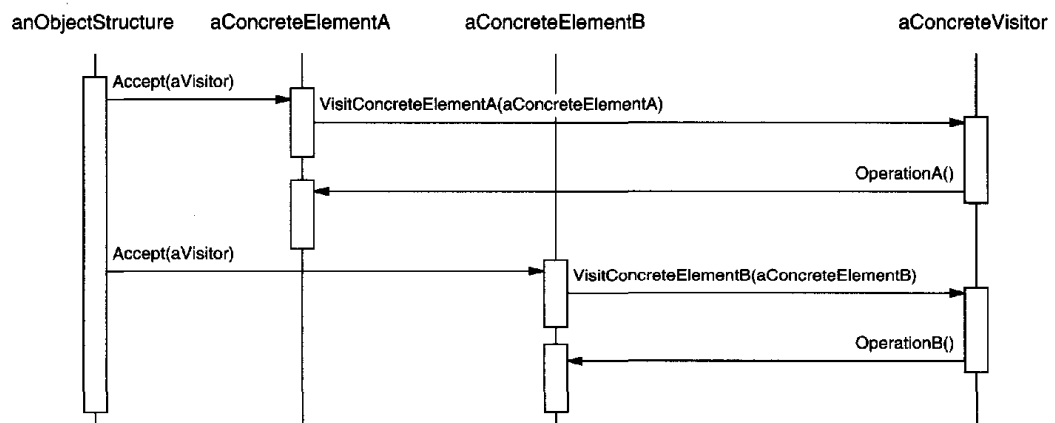 anObjectStructure
aConcreteElementA
aConcreteElementB
aConcreteVisitor
Accept(aVisitor)
VisitConcreteElementA(aConcreteElementA)
OperationA()
Accept(aVisitor)
VisitConcreteElementB(aConcreteElementB)
OperationB()